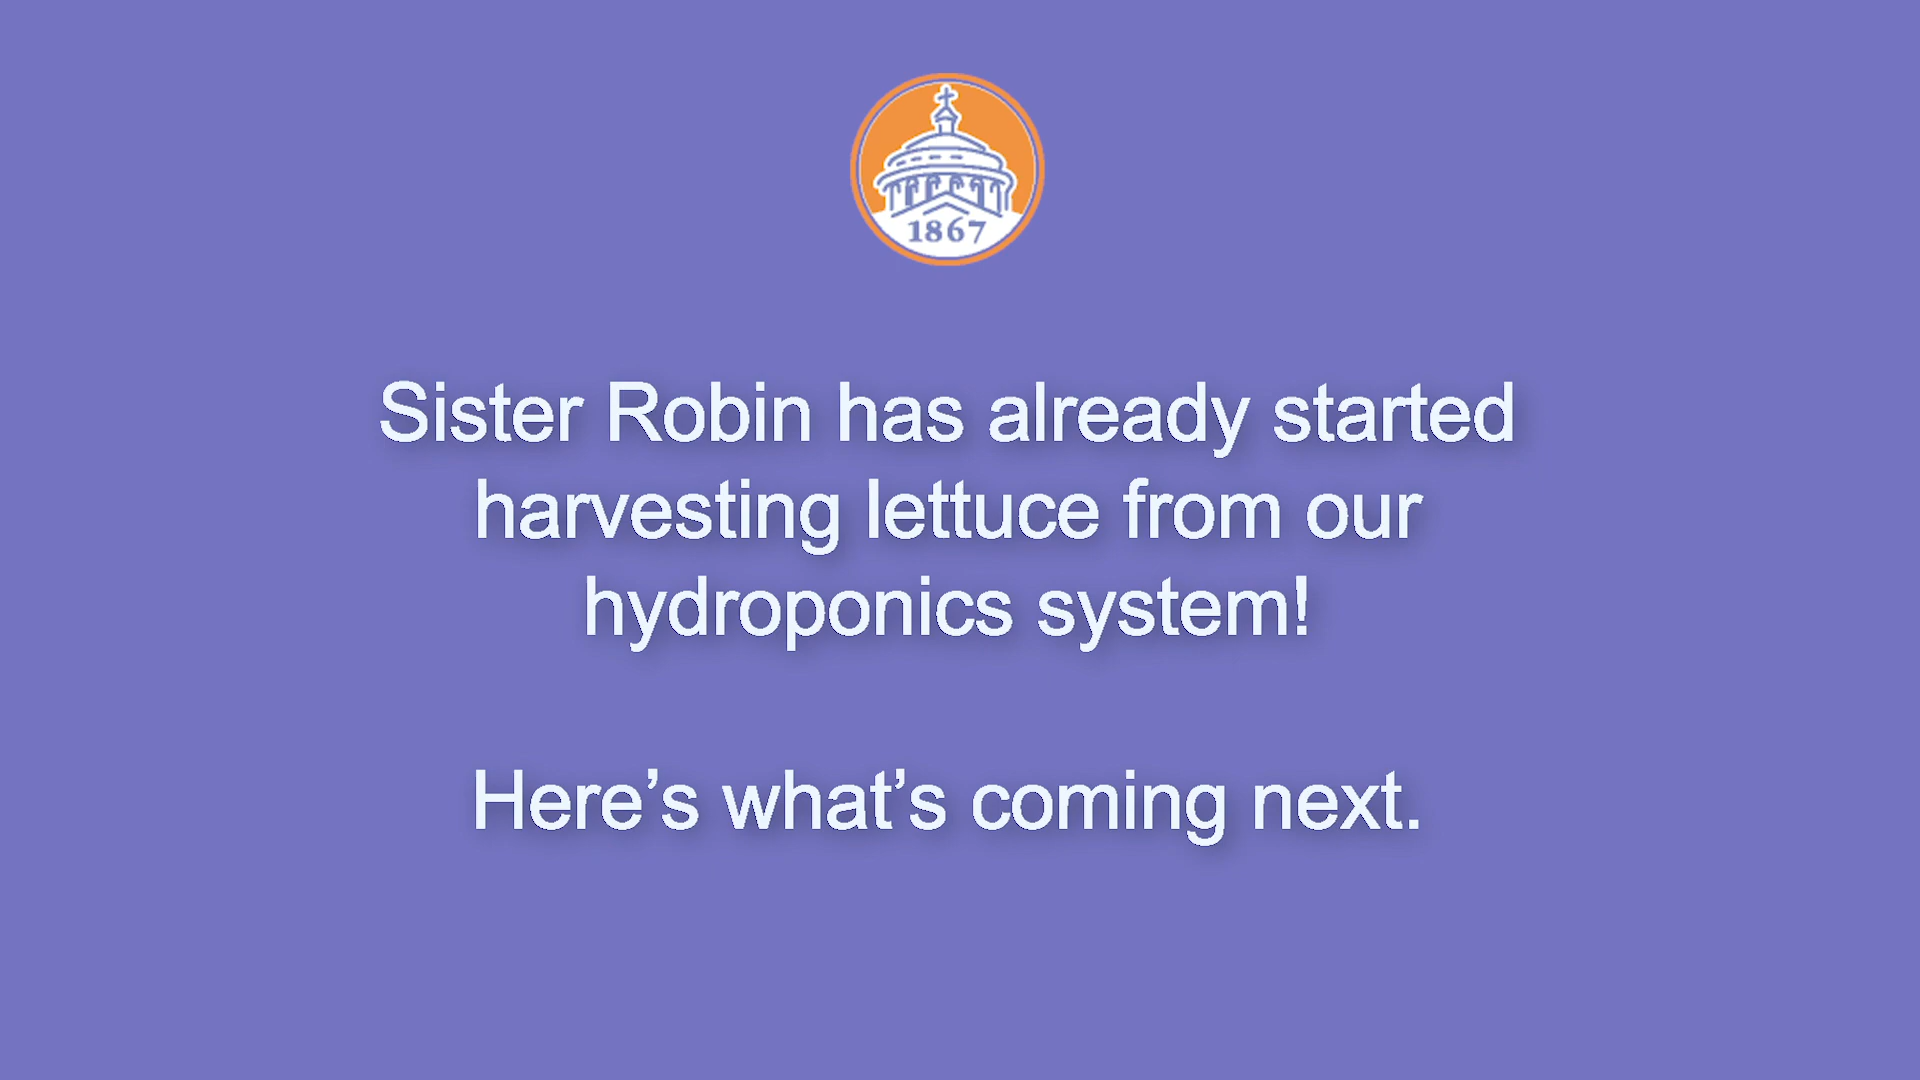 1867
Sister Robin has already started
harvesting lettuce from our
hydroponics system!
Here’s what’s coming next.